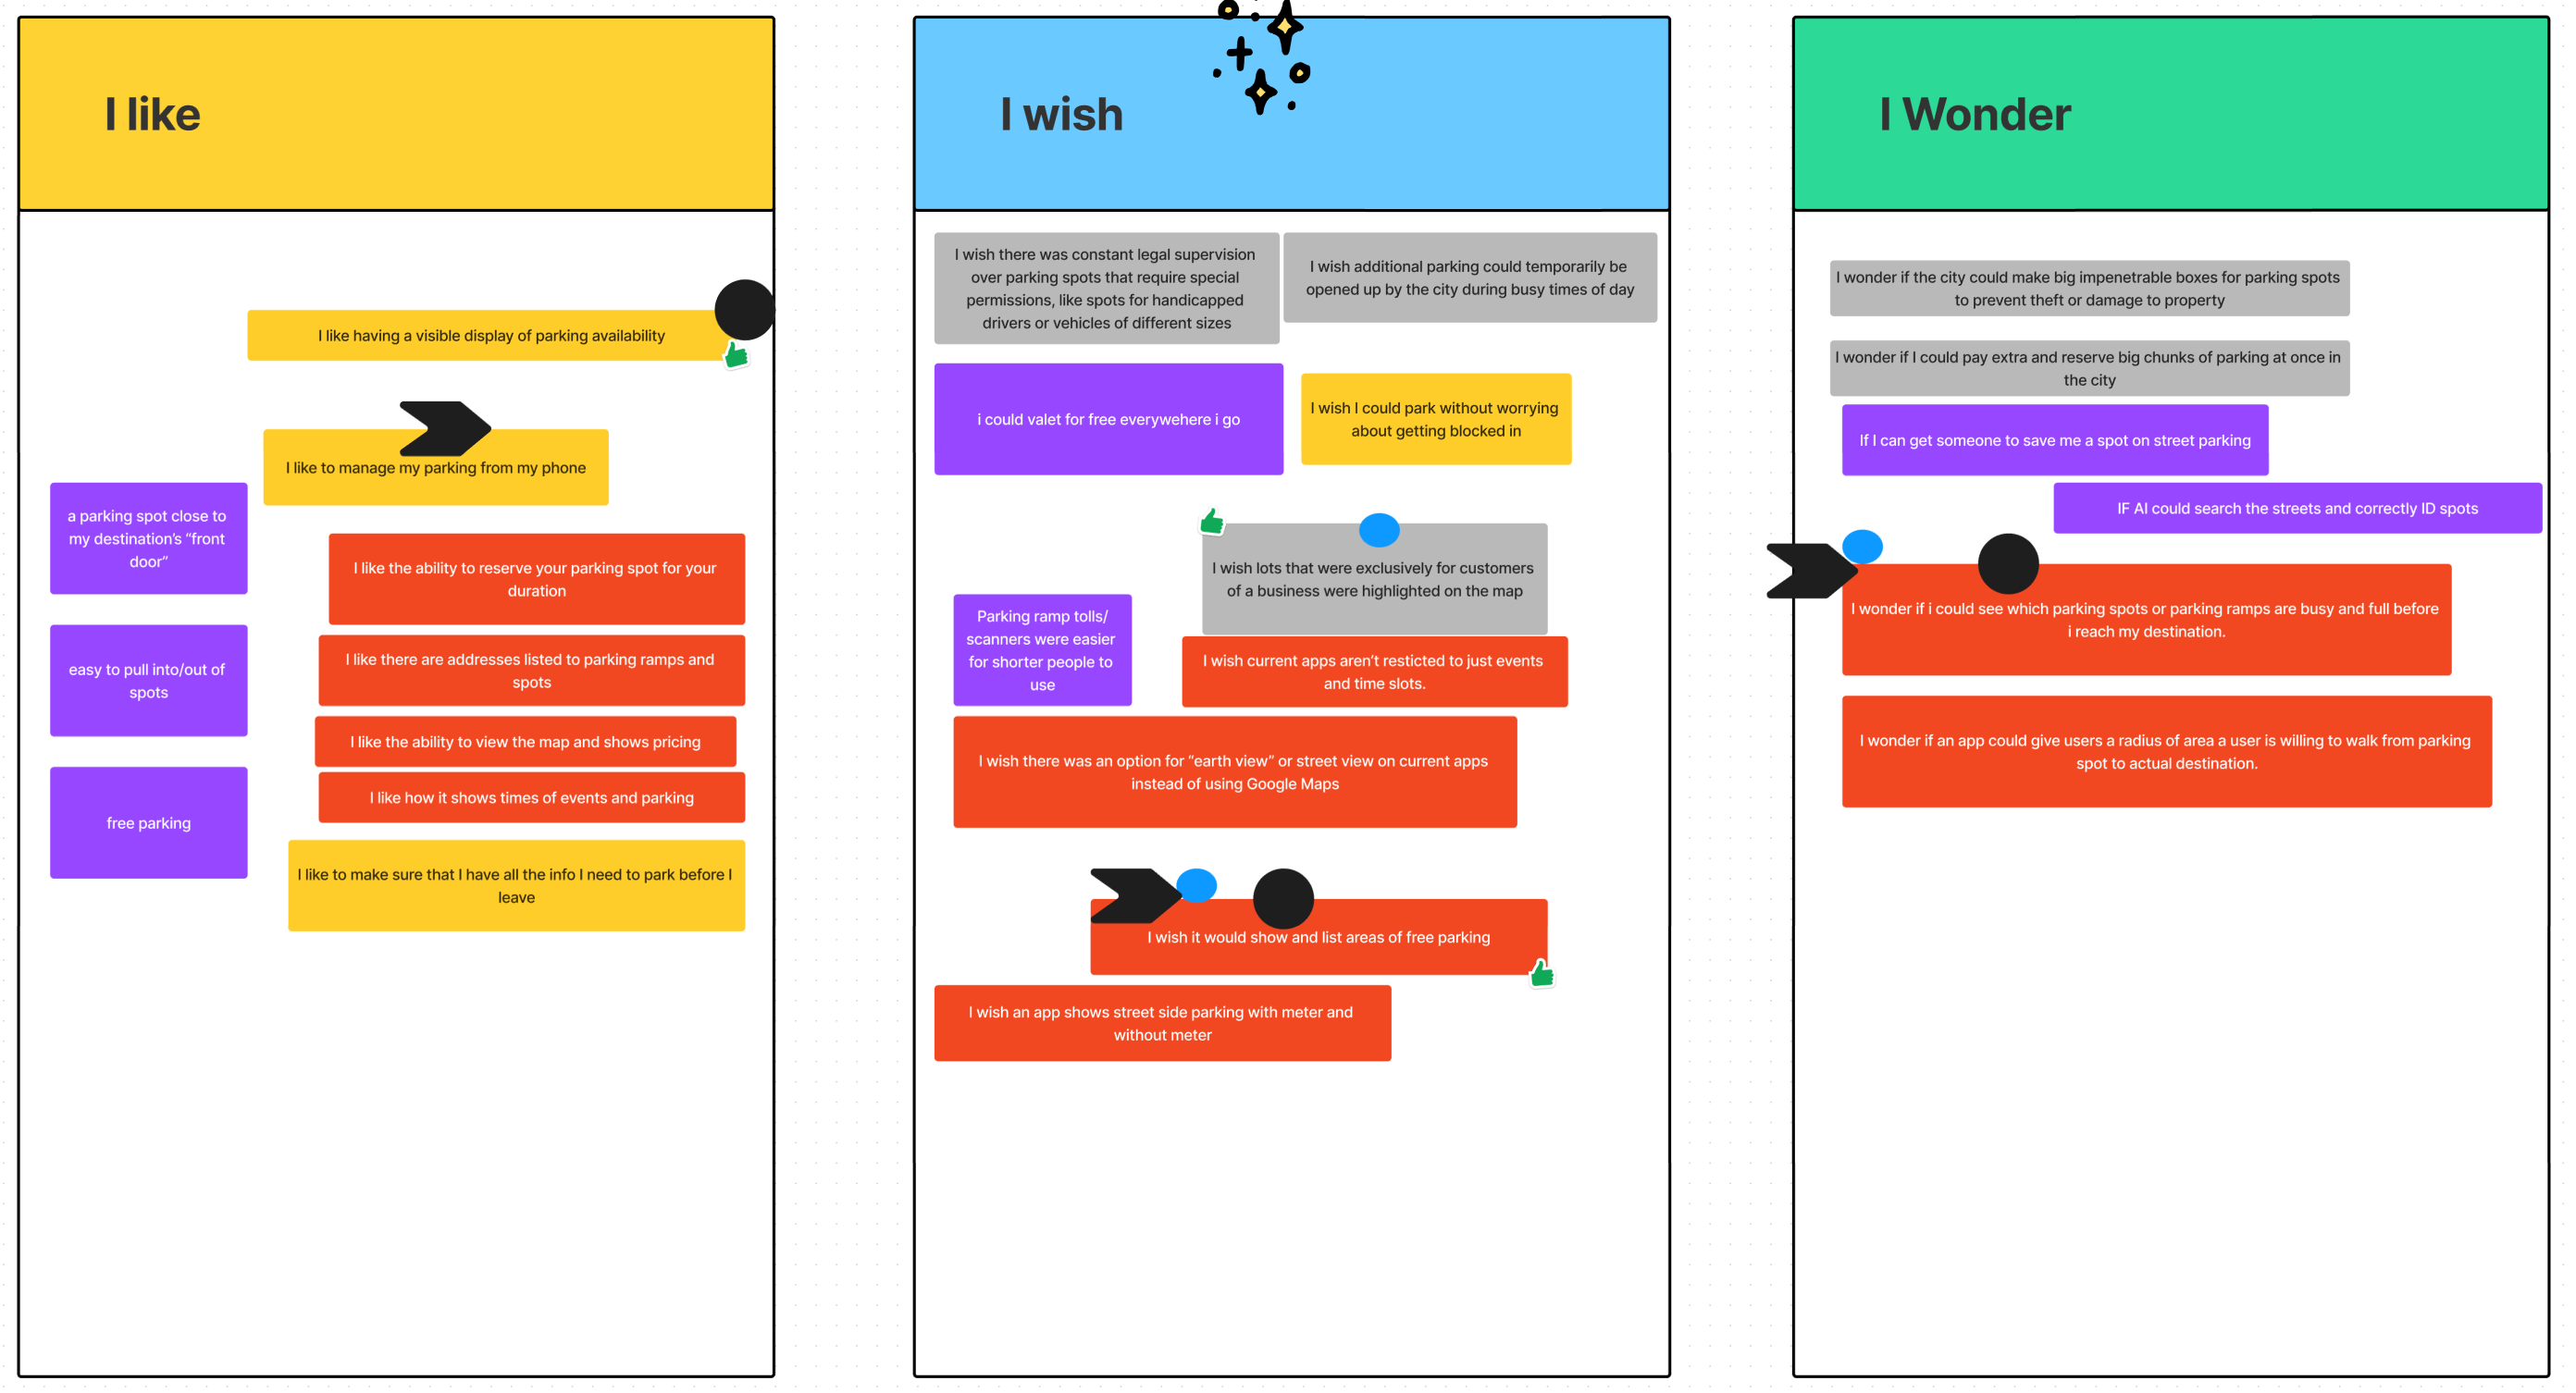 I like
I like having a visible display of parking availability
I like to manage my parking from my phone
a parking spot close to
my destination's “front
door”
I like the ability to reserve your parking spot for your
duration
easy to pull into/out of
spots
I like there are addresses listed to parking ramps and
spots
I like the ability to view the map and shows pricing
I like how it shows times of events and parking
free parking
I like to make sure that I have all the info I need to park before I
leave
I wish
I wish there was constant legal supervision
over parking spots that require special
permissions, like spots for handicapped
drivers or vehicles of different sizes
I wish additional parking could temporarily be
opened up by the city during busy times of day
i could valet for free everywehere i go
I wish I could park without worrying
about getting blocked in
I wish lots that were exclusively for customers
of a business were highlighted on the map
Parking ramp tolls/
scanners were easier
for shorter people to
use
I wish current apps aren't resticted to just events
and time slots.
I wish there was an option for “earth view” or street view on current apps
instead of using Google Maps
I wish it would show and list areas of free parking
I wish an app shows street side parking with meter and
without meter
I Wonder
I wonder if the city could make big impenetrable boxes for parking spots
to prevent theft or damage to property
I wonder if I could pay extra and reserve big chunks of parking at once in
the city
If I can get someone to save me a spot on street parking
IF AI could search the streets and correctly ID spots
I wonder if i could see which parking spots or parking ramps are busy and full before
i reach my destination.
I wonder if an app could give users a radius of area a user is willing to walk from parking
spot to actual destination.